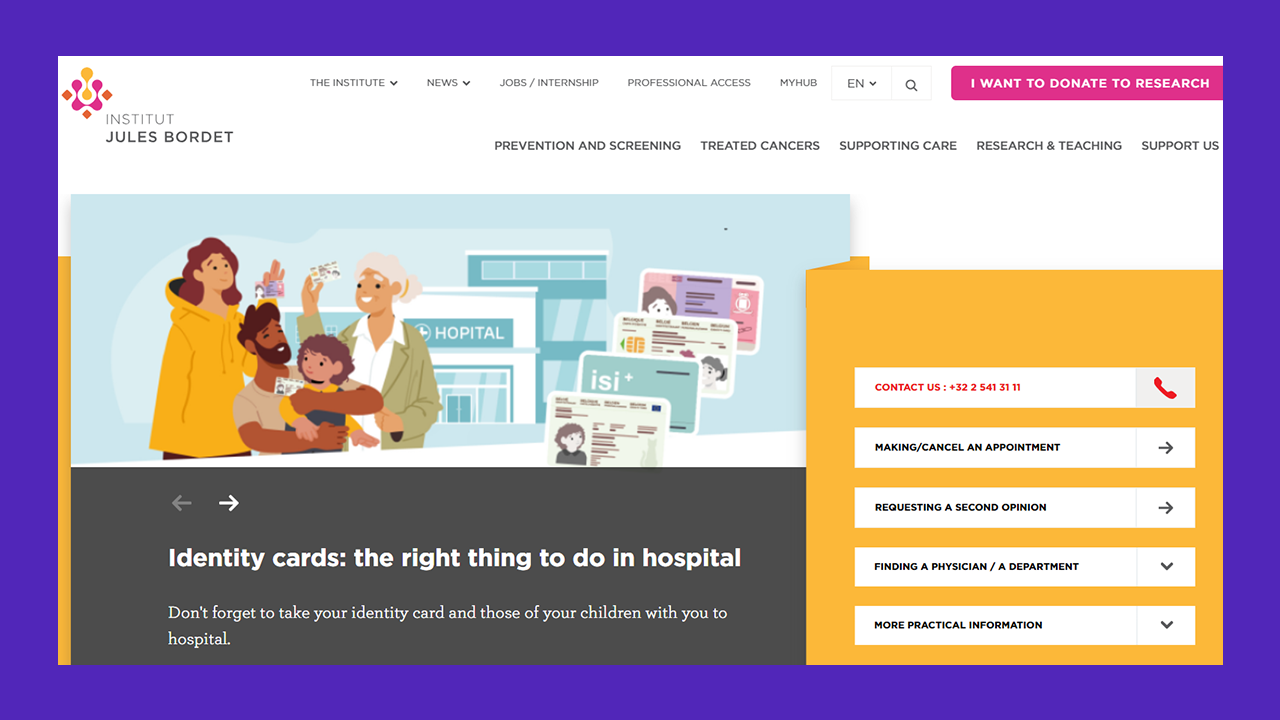 THE INSTITUTE
NEWS
JOBS / INTERNSHIP
PROFESSIONAL ACCESS
MYHUB
EN
I WANT TO DONATE TO RESEARCH
INSTITUT
JULES BORDET
PREVENTION AND SCREENING
TREATED CANCERS
SUPPORTING CARE
RESEARCH & TEACHING
SUPPORT US
HOPITAL
isi+
CONTACT US : +32 2 541 31 11
MAKING/CANCEL AN APPOINTMENT
REQUESTING A SECOND OPINION
FINDING A PHYSICIAN / A DEPARTMENT
MORE PRACTICAL INFORMATION
Identity cards: the right thing to do in hospital
Don't forget to take your identity card and those of your children with you to
hospital.